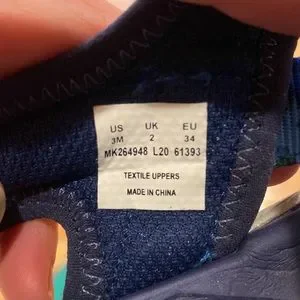 US UK EU
3M 2 34
MK264948 L20 61393
TEXTILE UPPERS
MADE IN CHINA